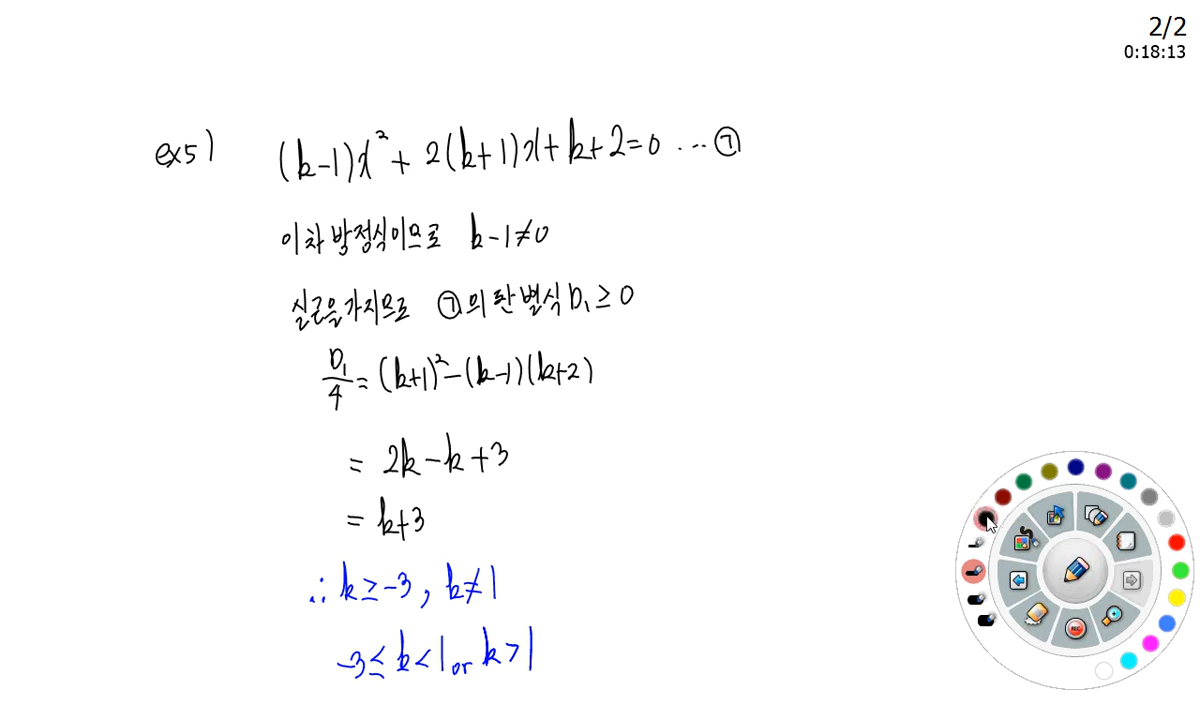 2/2
0:18:13
ex5) (k-1)x² + 2(k+1)x + k+2=0 ... ㉠
이차방정식이므로 k-1≠0
실근을 가지므로 ㉠의 판별식 D₁ ≥ 0
D₁/4 = (k+1)² - (k-1)(k+2)
= 2k - k + 3
= k+3
∴ k ≥ -3, k≠1
-3 ≤ k < 1 or k > 1
REC